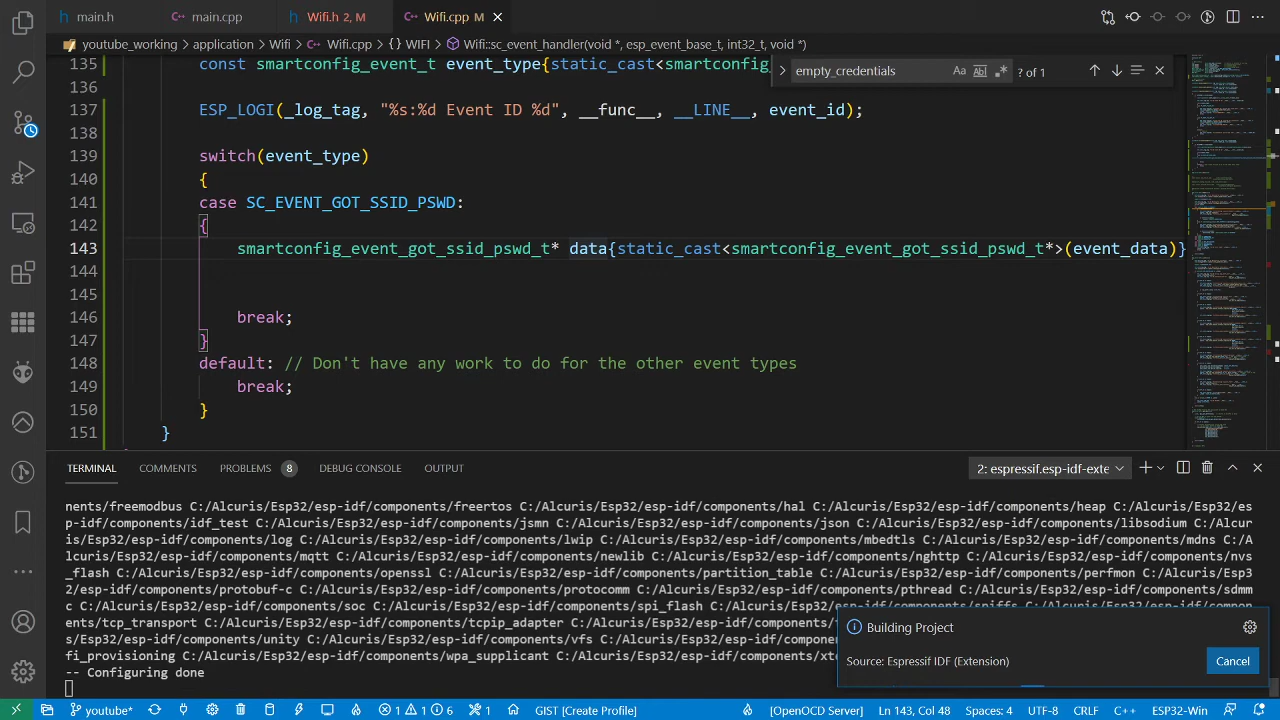 main.h
main.cpp
Wifi.h 2, M
Wifi.cpp M
youtube_working > application > Wifi > Wifi.cpp > {} WIFI > Wifi::sc_event_handler(void *, esp_event_base_t, int32_t, void *)
empty_credentials
Aa
ab
? of 1
135 const smartconfig_event_t event_type{static_cast<smartconfig_
136
137 ESP_LOGI(_log_tag, "%s:%d Event ID %d", __func__, __LINE__, event_id);
138
139 switch(event_type)
140 {
141 case SC_EVENT_GOT_SSID_PSWD:
142 {
143 smartconfig_event_got_ssid_pswd_t* data{static_cast<smartconfig_event_got_ssid_pswd_t*>(event_data)}
144
145
146 break;
147 }
148 default: // Don't have any work to do for the other event types
149 break;
150 }
151 }
TERMINAL COMMENTS PROBLEMS 8 DEBUG CONSOLE OUTPUT
2: espressif.esp-idf-exte
nents/freemodbus C:/Alcuris/Esp32/esp-idf/components/freertos C:/Alcuris/Esp32/esp-idf/components/hal C:/Alcuris/Esp32/esp-idf/components/heap C:/Alcuris/Es
p-idf/components/idf_test C:/Alcuris/Esp32/esp-idf/components/jsmn C:/Alcuris/Esp32/esp-idf/components/json C:/Alcuris/Esp32/esp-idf/components/libsodium C:/Alcur
is/Esp32/esp-idf/components/log C:/Alcuris/Esp32/esp-idf/components/lwip C:/Alcuris/Esp32/esp-idf/components/mbedtls C:/Alcuris/Esp32/esp-idf/components/mdns C:/A
lcuris/Esp32/esp-idf/components/mqtt C:/Alcuris/Esp32/esp-idf/components/newlib C:/Alcuris/Esp32/esp-idf/components/nghttp C:/Alcuris/Esp32/esp-idf/components/nvs
_flash C:/Alcuris/Esp32/esp-idf/components/openssl C:/Alcuris/Esp32/esp-idf/components/partition_table C:/Alcuris/Esp32/esp-idf/components/perfmon C:/Alcuris/Esp3
2/esp-idf/components/protobuf-c C:/Alcuris/Esp32/esp-idf/components/protocomm C:/Alcuris/Esp32/esp-idf/components/pthread C:/Alcuris/Esp32/esp-idf/components/sdmm
c C:/Alcuris/Esp32/esp-idf/components/soc C:/Alcuris/Esp32/esp-idf/components/spi_flash C:/Alcuris/
ents/tcp_transport C:/Alcuris/Esp32/esp-idf/components/tcpip_adapter C:/Alcuris/Esp32/esp-idf/
s/Esp32/esp-idf/components/unity C:/Alcuris/Esp32/esp-idf/components/vfs C:/Alcuris/Esp32/esp-idf/
fi_provisioning C:/Alcuris/Esp32/esp-idf/components/wpa_supplicant C:/Alcuris/Esp32/esp-idf/components/xte
-- Configuring done
Building Project
Source: Espressif IDF (Extension)
Cancel
youtube* 1 1 6 1 GIST [Create Profile] [OpenOCD Server] Ln 143, Col 48 Spaces: 4 UTF-8 CRLF C++ ESP32-Win